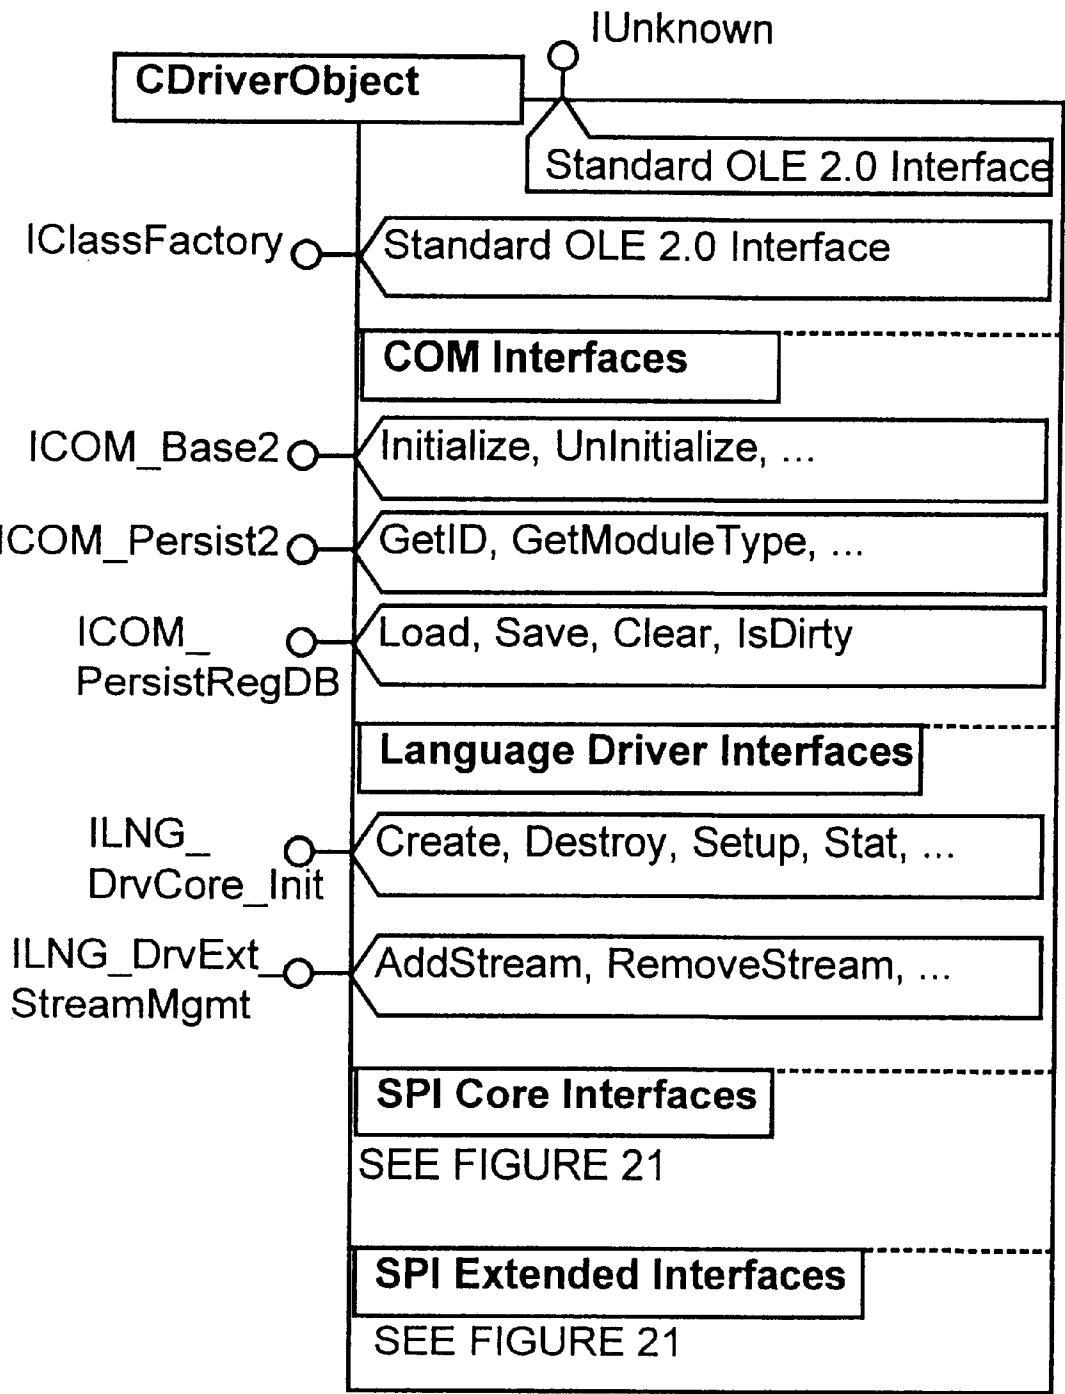 IUnknown
CDriverObject
Standard OLE 2.0 Interface
IClassFactory
Standard OLE 2.0 Interface
COM Interfaces
ICOM_Base2
Initialize, UnInitialize, ...
ICOM_Persist2
GetID, GetModuleType, ...
ICOM_
PersistRegDB
Load, Save, Clear, IsDirty
Language Driver Interfaces
ILNG_
DrvCore_Init
Create, Destroy, Setup, Stat, ...
ILNG_DrvExt_
StreamMgmt
AddStream, RemoveStream, ...
SPI Core Interfaces
SEE FIGURE 21
SPI Extended Interfaces
SEE FIGURE 21